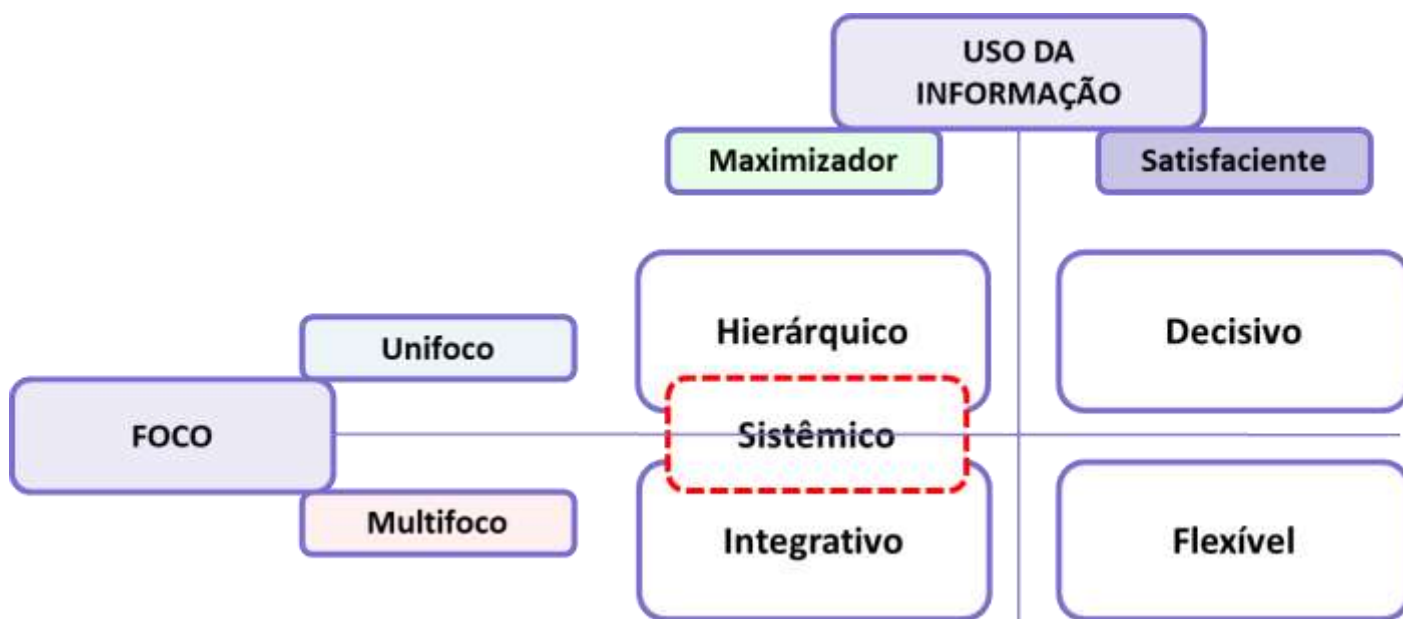 USO DA
INFORMAÇÃO
Maximizador
Satisfaciente
Hierárquico
Decisivo
Unifoco
FOCO
Sistêmico
Multifoco
Integrativo
Flexível